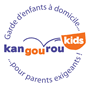 Garde d'enfants à domicile...
kangourou
kids
...pour parents exigeants !